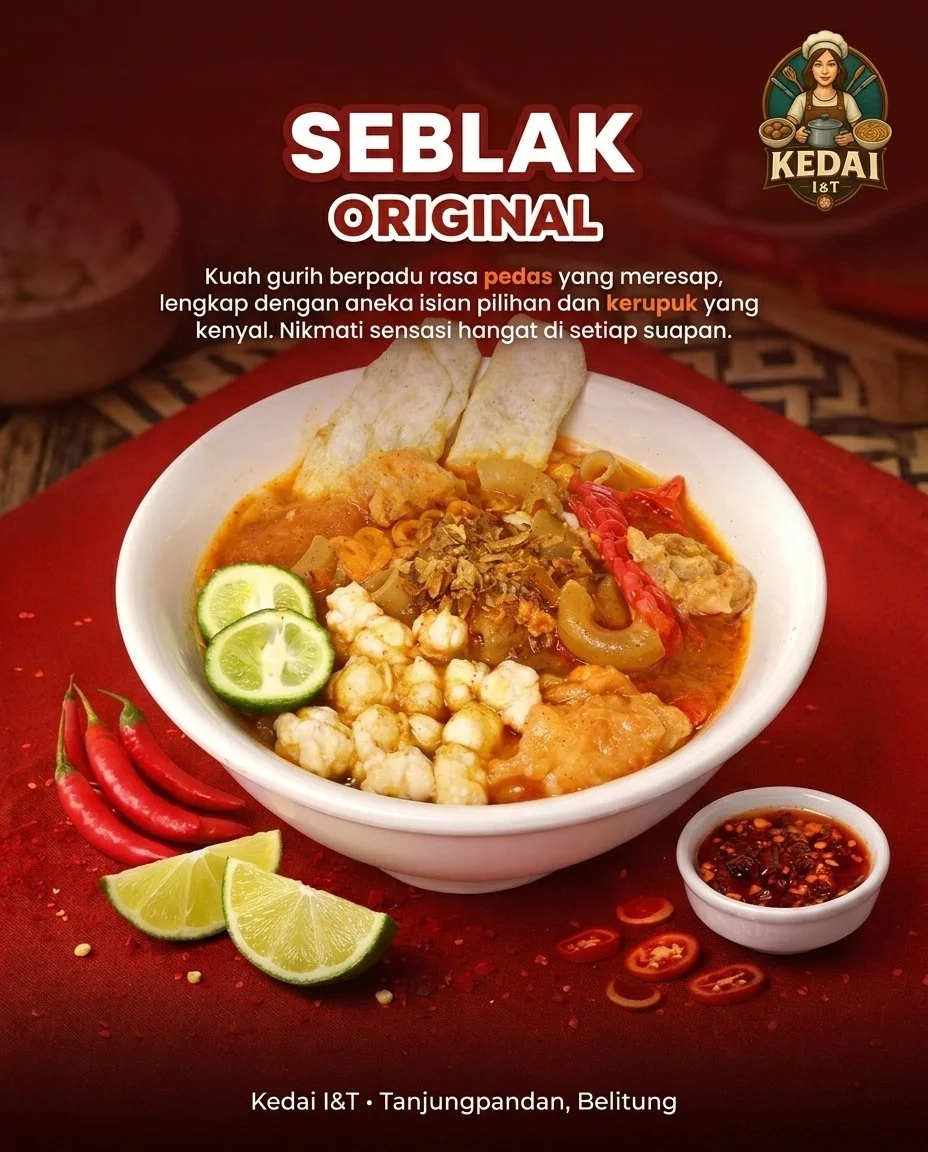 KEDAI
I&T
SEBLAK
ORIGINAL
Kuah gurih berpadu rasa pedas yang meresap,
lengkap dengan aneka isian pilihan dan kerupuk yang
kenyal. Nikmati sensasi hangat di setiap suapan.
Kedai I&T • Tanjungpandan, Belitung